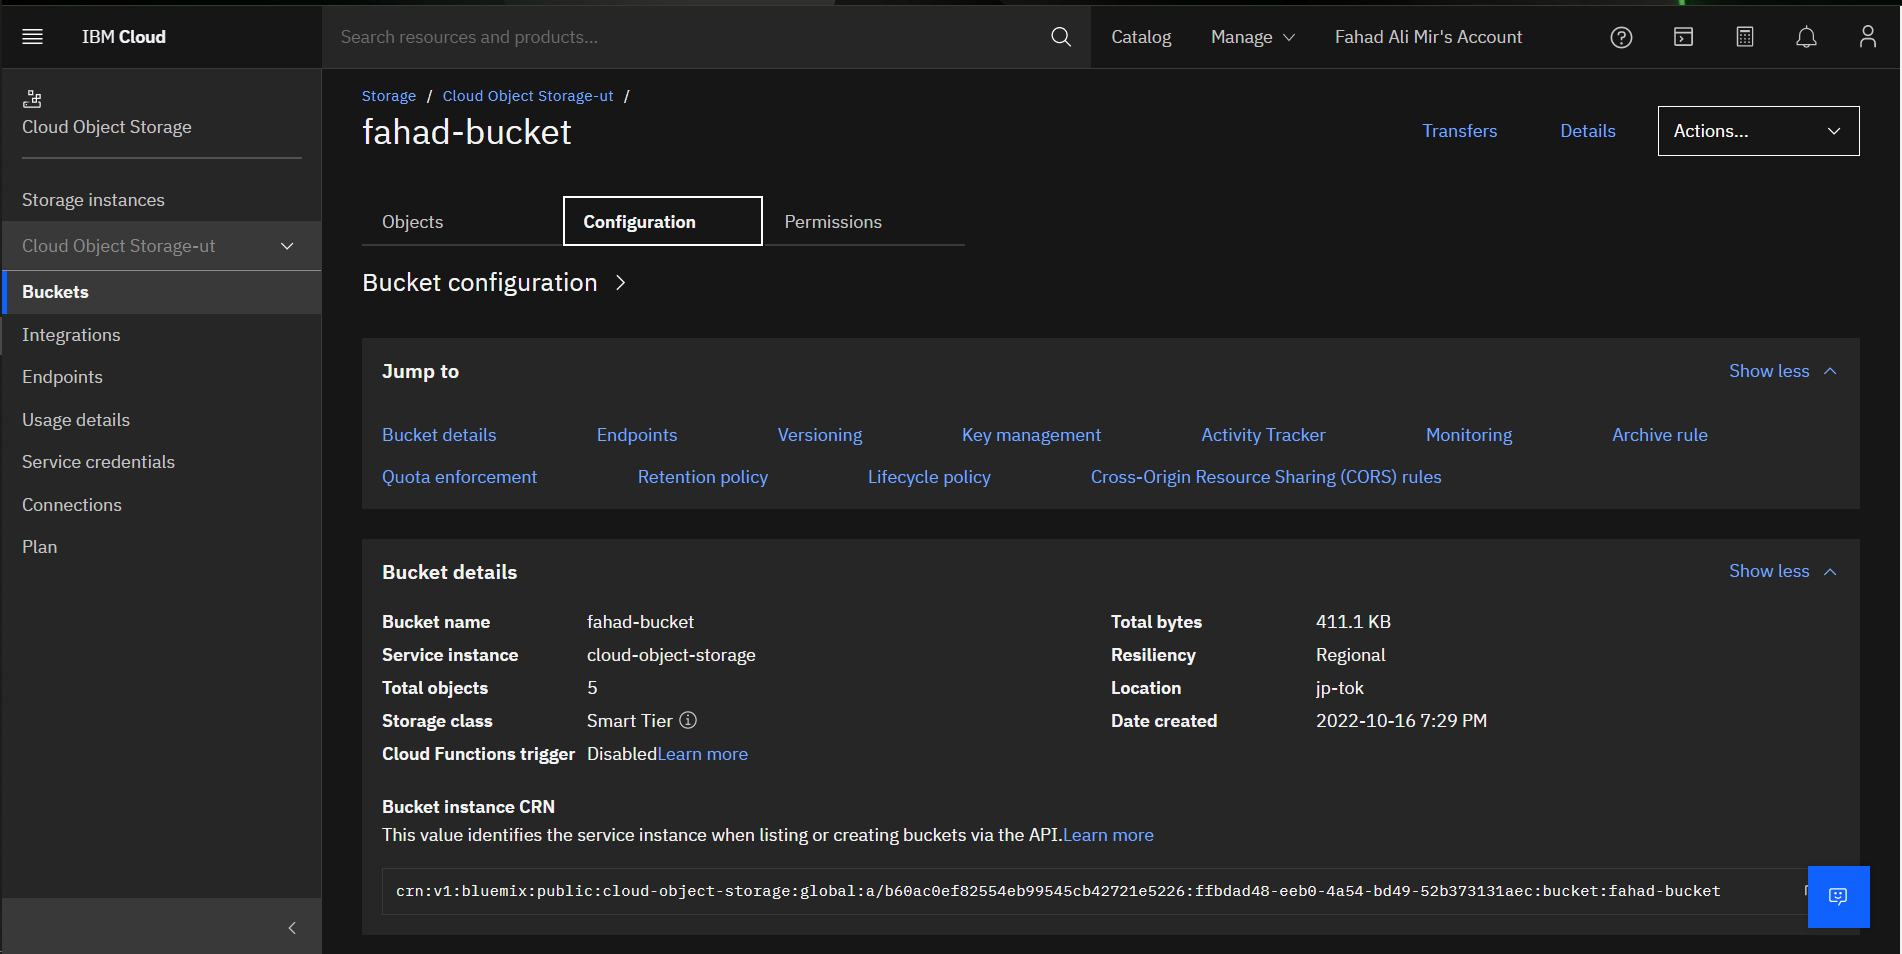 IBM Cloud
Search resources and products...
Catalog
Manage
Fahad Ali Mir's Account
Cloud Object Storage
Storage instances
Cloud Object Storage-ut
Buckets
Integrations
Endpoints
Usage details
Service credentials
Connections
Plan
Storage / Cloud Object Storage-ut /
fahad-bucket
Transfers
Details
Actions...
Objects
Configuration
Permissions
Bucket configuration
Jump to
Show less
Bucket details
Endpoints
Versioning
Key management
Activity Tracker
Monitoring
Archive rule
Quota enforcement
Retention policy
Lifecycle policy
Cross-Origin Resource Sharing (CORS) rules
Bucket details
Show less
Bucket name fahad-bucket
Service instance cloud-object-storage
Total objects 5
Storage class Smart Tier
Cloud Functions trigger DisabledLearn more
Total bytes 411.1 KB
Resiliency Regional
Location jp-tok
Date created 2022-10-16 7:29 PM
Bucket instance CRN
This value identifies the service instance when listing or creating buckets via the API.Learn more
crn:v1:bluemix:public:cloud-object-storage:global:a/b60ac0ef82554eb99545cb42721e5226:ffbdad48-eeb0-4a54-bd49-52b373131aec:bucket:fahad-bucket